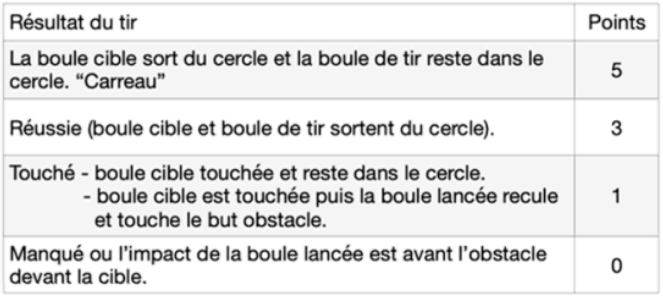 Résultat du tir Points
La boule cible sort du cercle et la boule de tir reste dans le
cercle. “Carreau” 5
Réussie (boule cible et boule de tir sortent du cercle). 3
Touché - boule cible touchée et reste dans le cercle.
- boule cible est touchée puis la boule lancée recule
et touche le but obstacle. 1
Manqué ou l’impact de la boule lancée est avant l’obstacle
devant la cible. 0